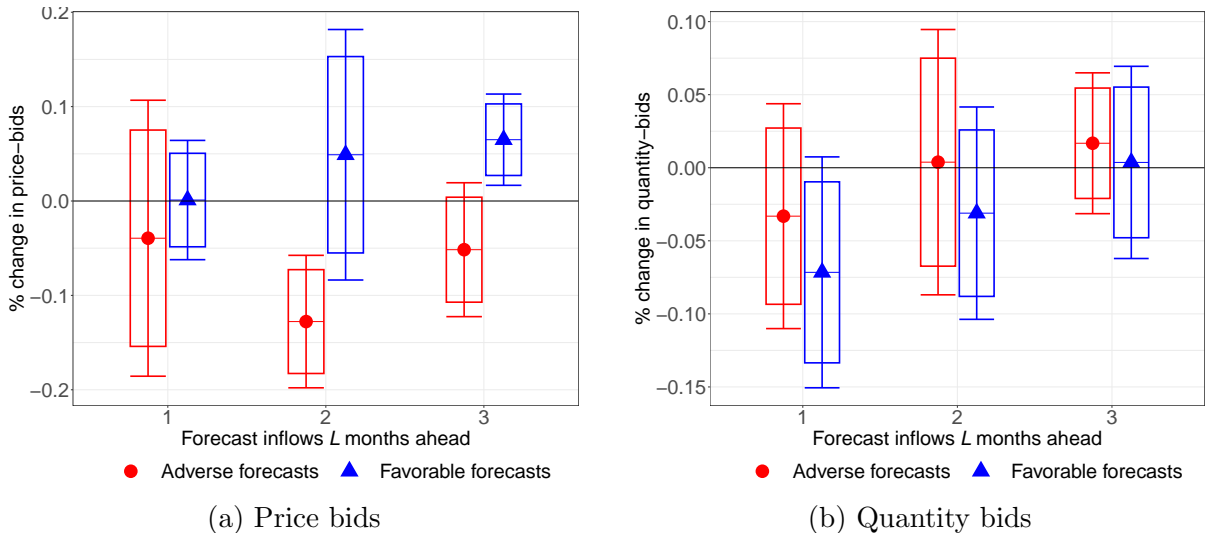 0.2
0.1
0.0
−0.1
−0.2
% change in price−bids
1
2
3
Forecast inflows L months ahead
Adverse forecasts
Favorable forecasts
(a) Price bids
0.10
0.05
0.00
−0.05
−0.10
−0.15
% change in quantity−bids
1
2
3
Forecast inflows L months ahead
Adverse forecasts
Favorable forecasts
(b) Quantity bids